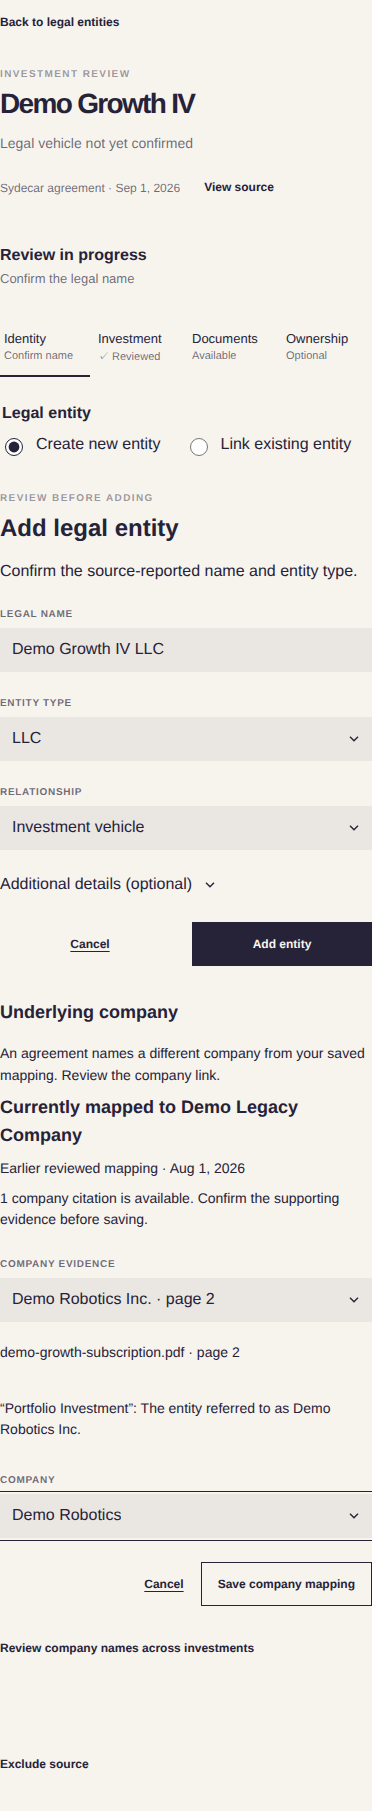 Back to legal entities
INVESTMENT REVIEW
Demo Growth IV
Legal vehicle not yet confirmed
Sydecar agreement · Sep 1, 2026 View source
Review in progress
Confirm the legal name
Identity Investment Documents Ownership
Confirm name ✓ Reviewed Available Optional
Legal entity
Create new entity Link existing entity
REVIEW BEFORE ADDING
Add legal entity
Confirm the source-reported name and entity type.
LEGAL NAME
Demo Growth IV LLC
ENTITY TYPE
LLC
RELATIONSHIP
Investment vehicle
Additional details (optional)
Cancel Add entity
Underlying company
An agreement names a different company from your saved
mapping. Review the company link.
Currently mapped to Demo Legacy
Company
Earlier reviewed mapping · Aug 1, 2026
1 company citation is available. Confirm the supporting
evidence before saving.
COMPANY EVIDENCE
Demo Robotics Inc. · page 2
demo-growth-subscription.pdf · page 2
“Portfolio Investment”: The entity referred to as Demo
Robotics Inc.
COMPANY
Demo Robotics
Cancel Save company mapping
Review company names across investments
Exclude source